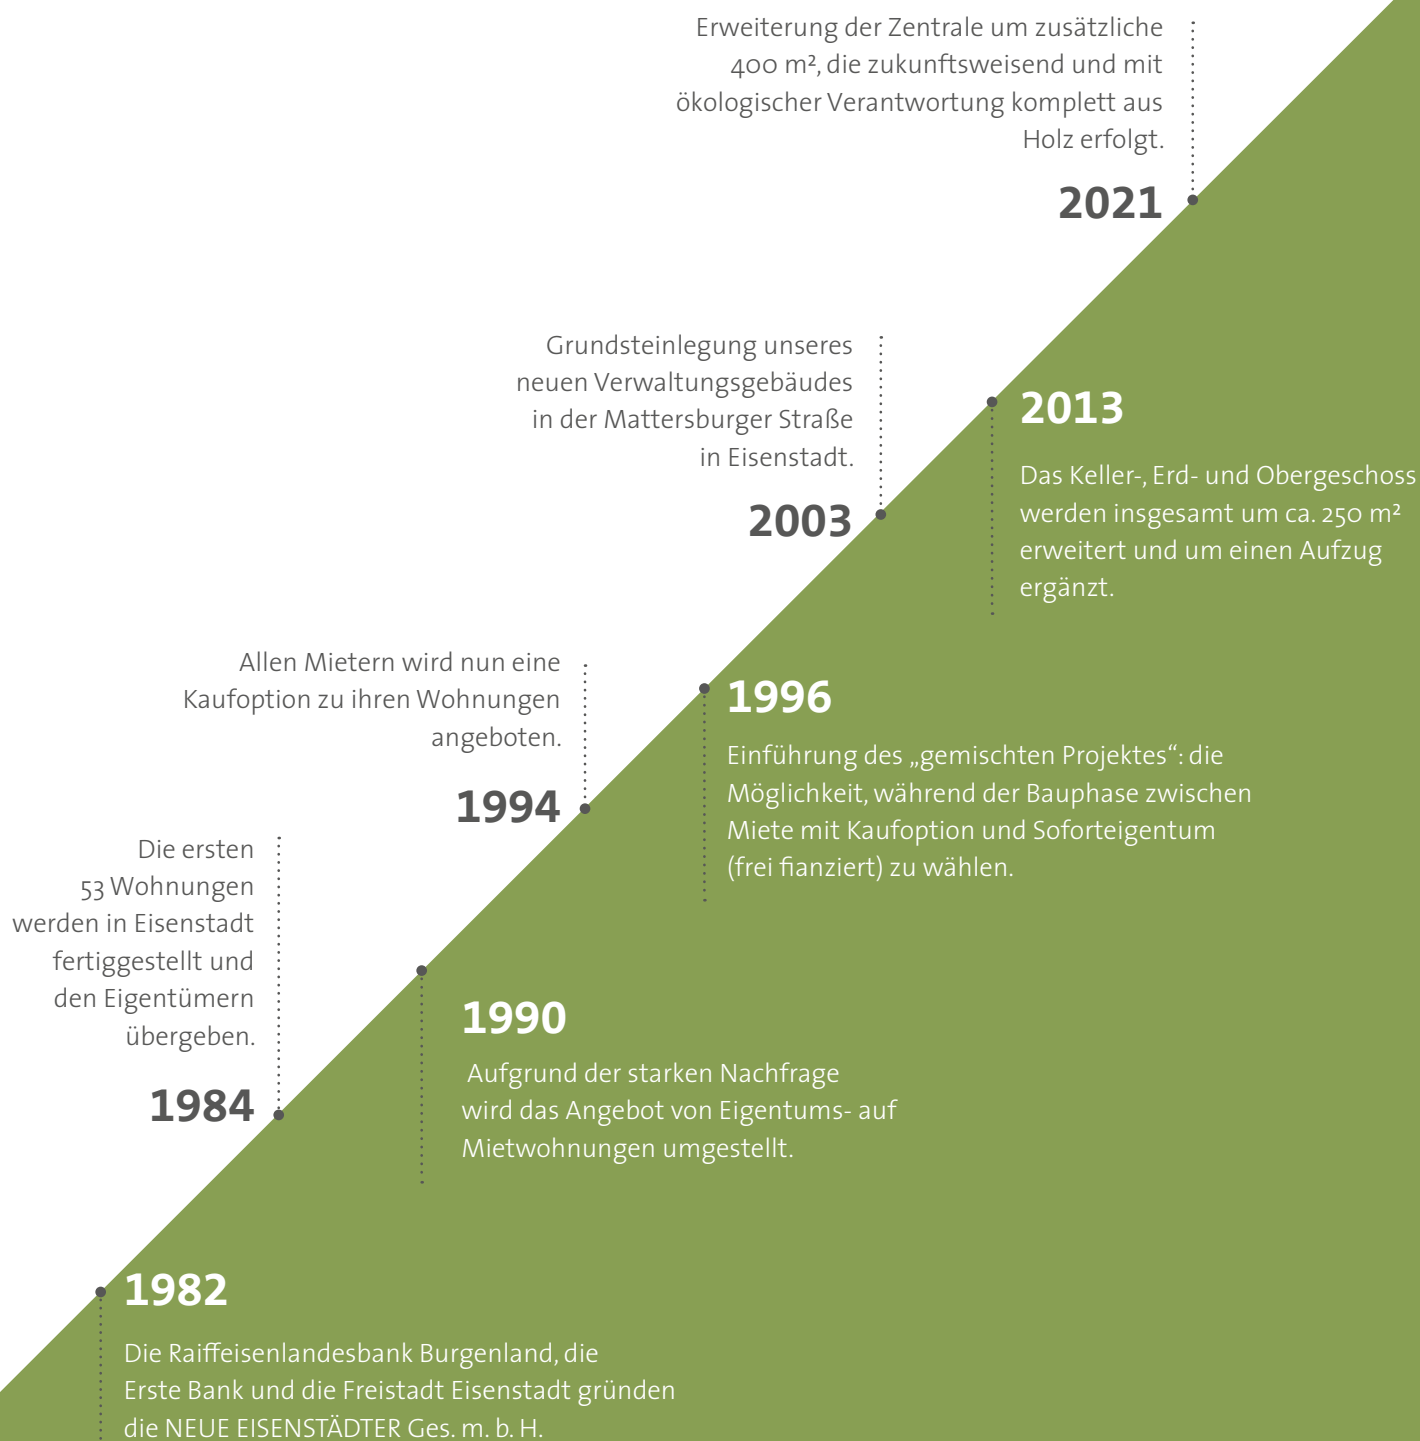 Erweiterung der Zentrale um zusätzliche
400 m², die zukunftsweisend und mit
ökologischer Verantwortung komplett aus
Holz erfolgt.
2021
Grundsteinlegung unseres
neuen Verwaltungsgebäudes
in der Mattersburger Straße
in Eisenstadt.
2003
2013
Das Keller-, Erd- und Obergeschoss
werden insgesamt um ca. 250 m²
erweitert und um einen Aufzug
ergänzt.
Allen Mietern wird nun eine
Kaufoption zu ihren Wohnungen
angeboten.
1994
1996
Einführung des „gemischten Projektes“: die
Möglichkeit, während der Bauphase zwischen
Miete mit Kaufoption und Soforteigentum
(frei fianziert) zu wählen.
Die ersten
53 Wohnungen
werden in Eisenstadt
fertiggestellt und
den Eigentümern
übergeben.
1984
1990
Aufgrund der starken Nachfrage
wird das Angebot von Eigentums- auf
Mietwohnungen umgestellt.
1982
Die Raiffeisenlandesbank Burgenland, die
Erste Bank und die Freistadt Eisenstadt gründen
die NEUE EISENSTÄDTER Ges. m. b. H.